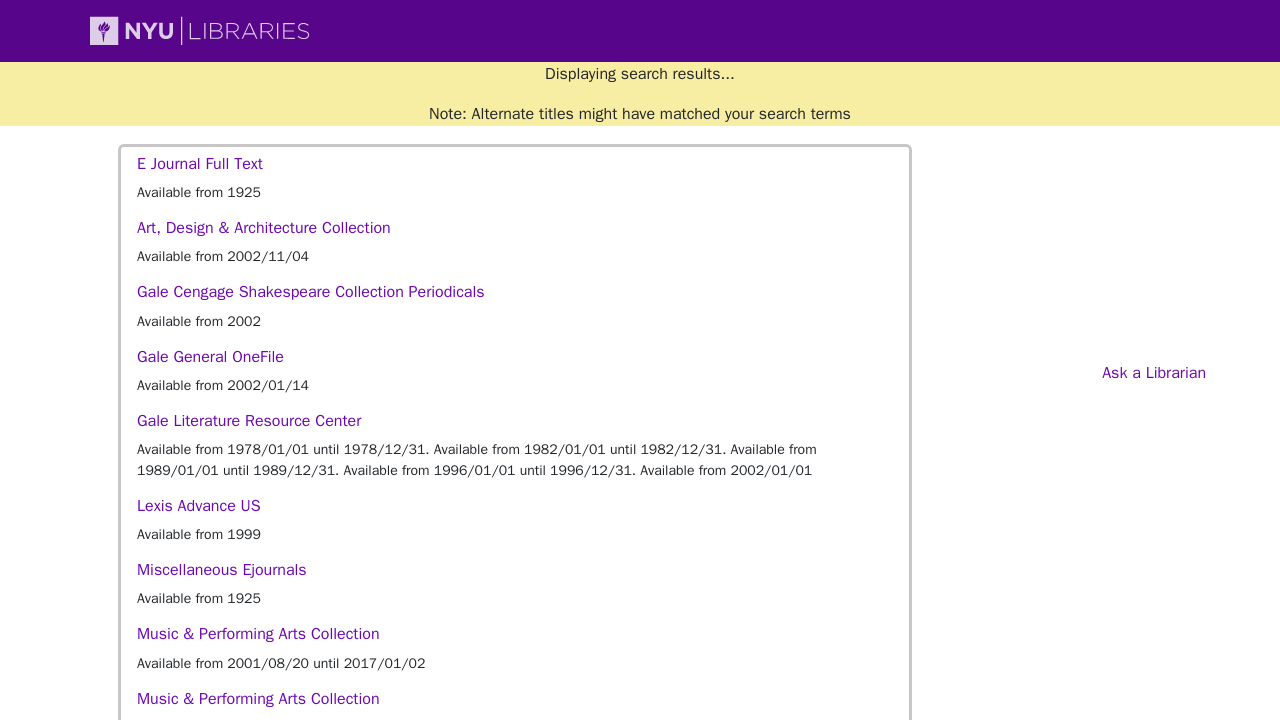 NYU LIBRARIES
Displaying search results...
Note: Alternate titles might have matched your search terms
E Journal Full Text
Available from 1925
Art, Design & Architecture Collection
Available from 2002/11/04
Gale Cengage Shakespeare Collection Periodicals
Available from 2002
Gale General OneFile
Available from 2002/01/14
Ask a Librarian
Gale Literature Resource Center
Available from 1978/01/01 until 1978/12/31. Available from 1982/01/01 until 1982/12/31. Available from
1989/01/01 until 1989/12/31. Available from 1996/01/01 until 1996/12/31. Available from 2002/01/01
Lexis Advance US
Available from 1999
Miscellaneous Ejournals
Available from 1925
Music & Performing Arts Collection
Available from 2001/08/20 until 2017/01/02
Music & Performing Arts Collection